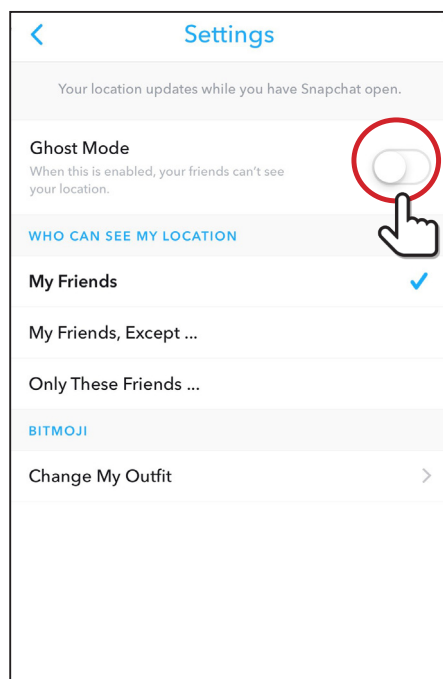 Settings
Your location updates while you have Snapchat open.
Ghost Mode
When this is enabled, your friends can't see
your location.
WHO CAN SEE MY LOCATION
My Friends
My Friends, Except ...
Only These Friends ...
BITMOJI
Change My Outfit